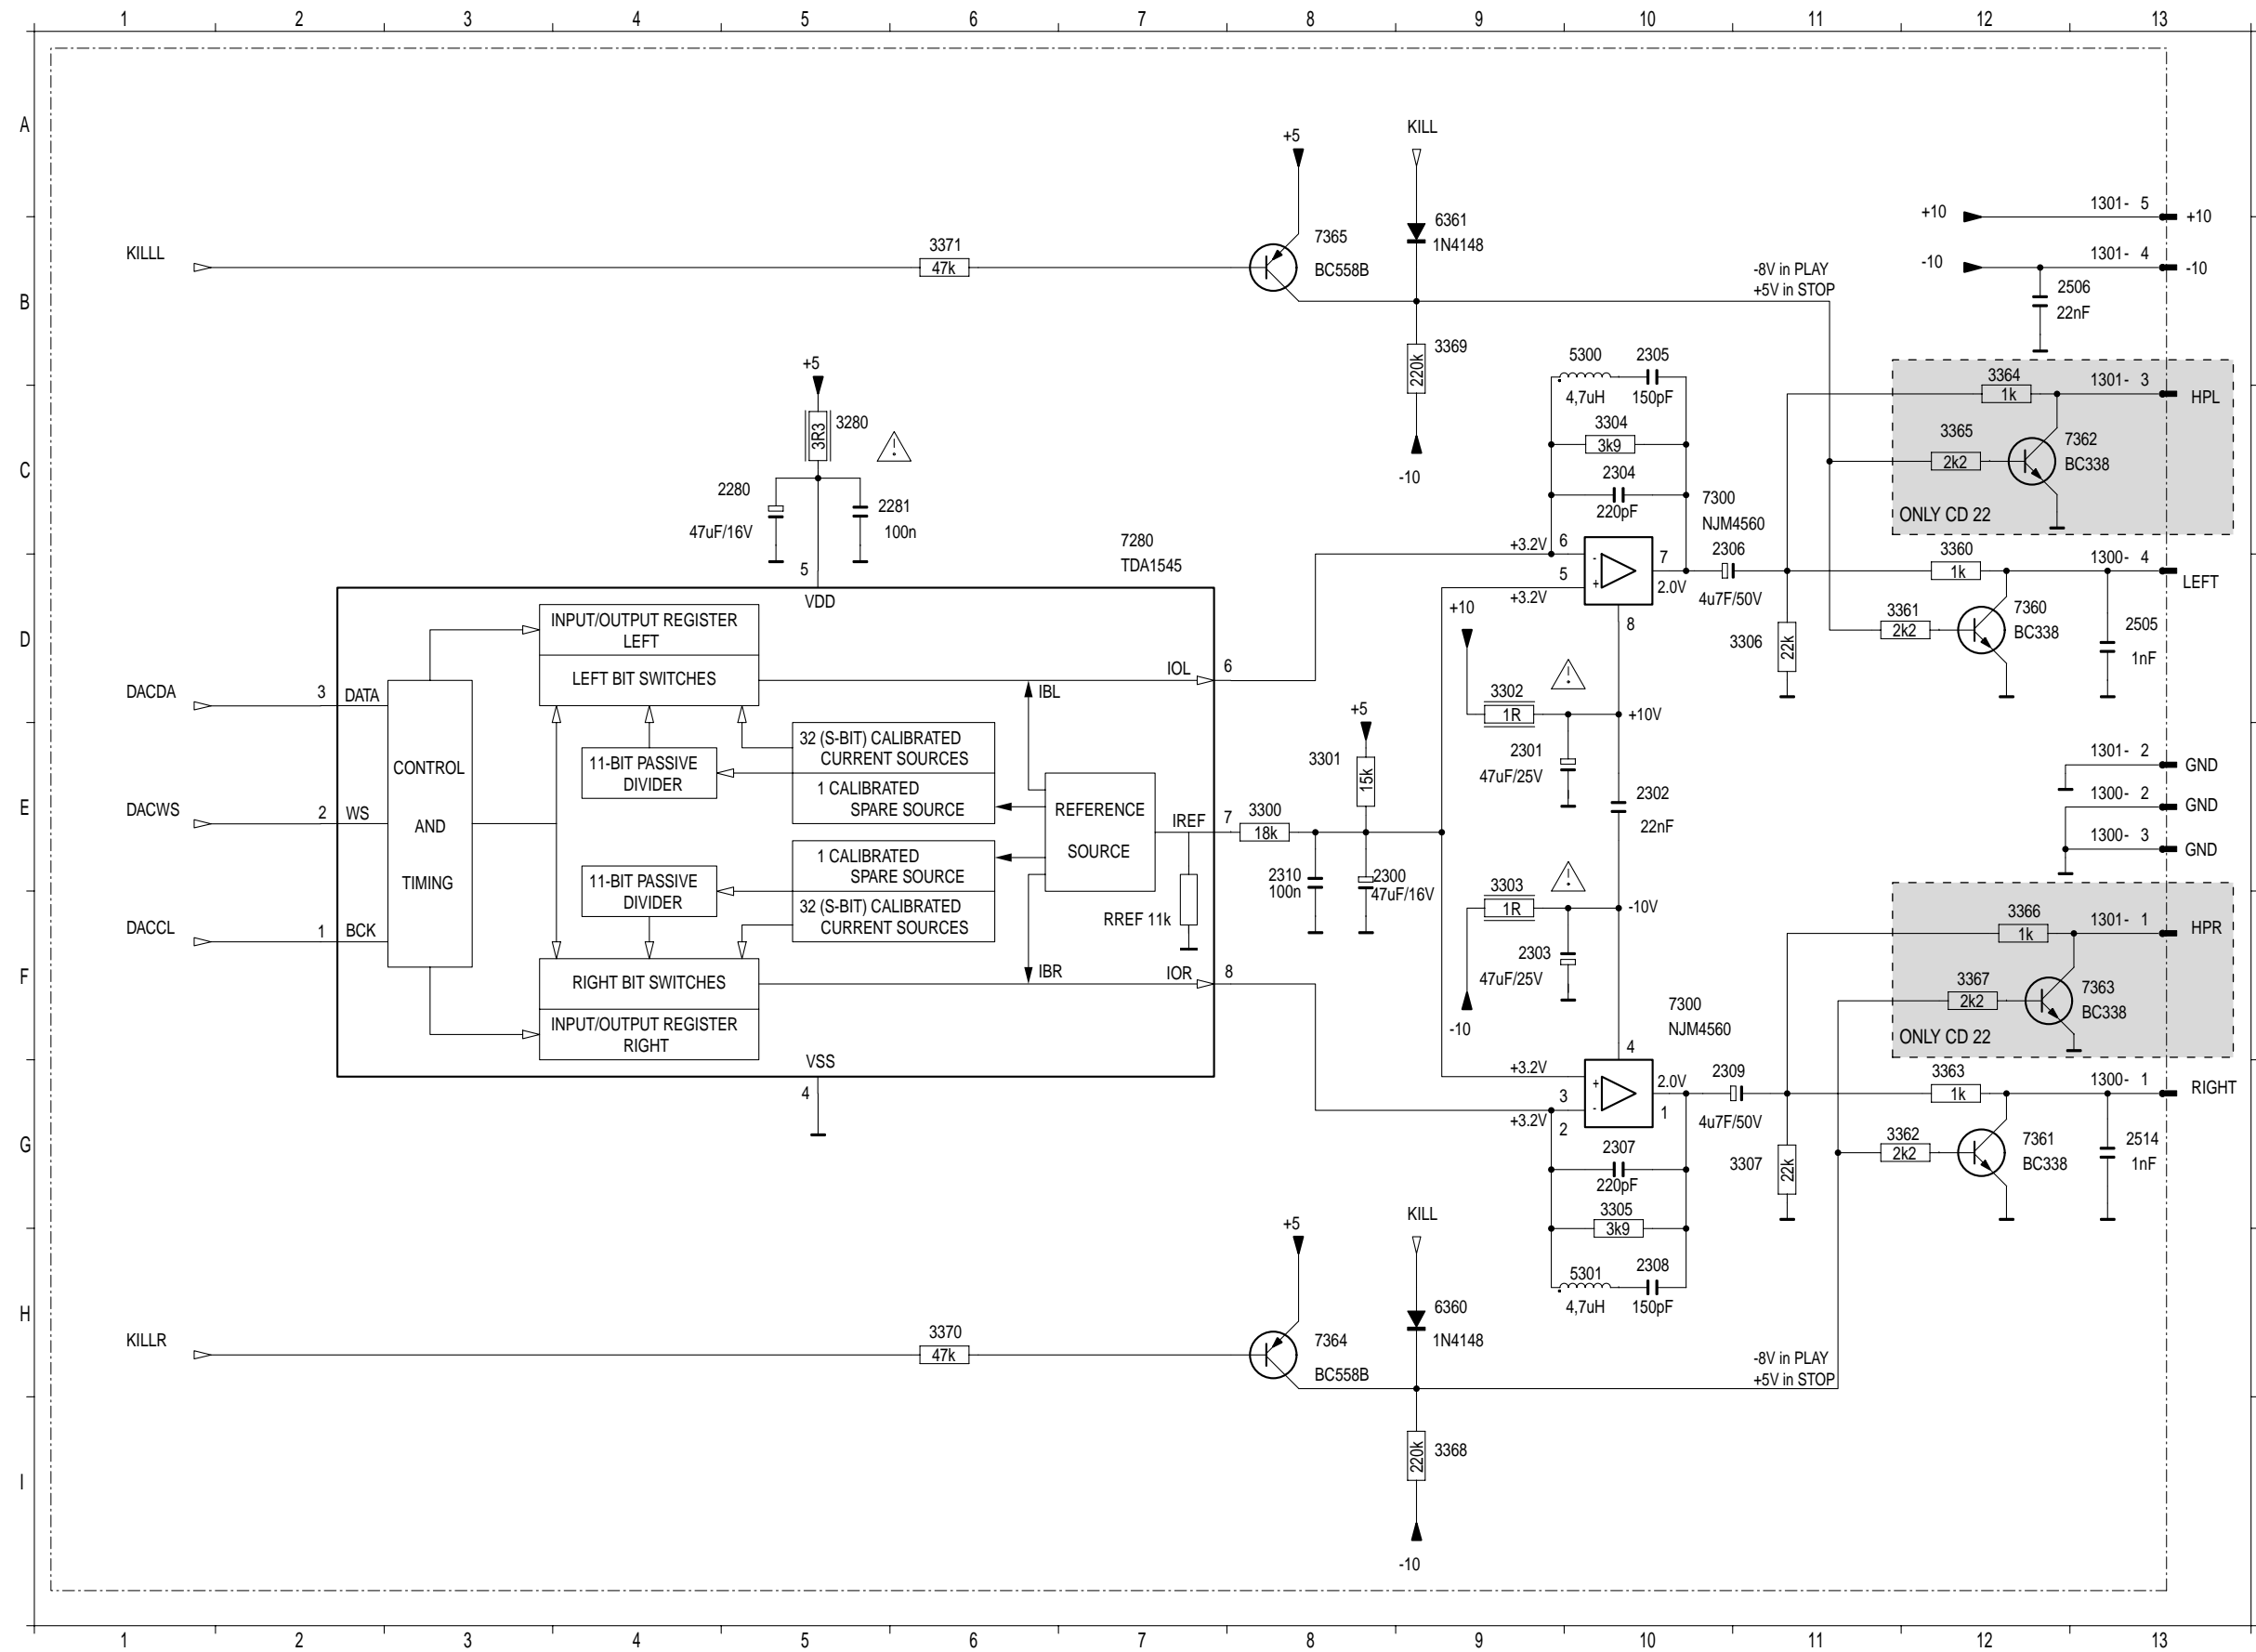 1 2 3 4 5 6 7 8 9 10 11 12 13
A
B
C
D
E
F
G
H
I
+5
KILL
KILLL
3371
47k
7365
BC558B
6361
1N4148
-8V in PLAY
+5V in STOP
+10
1301- 5
+10
-10
1301- 4
-10
2506
22nF
3369
220k
-10
+5
3280
3R3
2280
47uF/16V
2281
100n
5300
4,7uH
2305
150pF
3304
3k9
2304
220pF
3364
1k
1301- 3
HPL
3365
2k2
7362
BC338
ONLY CD 22
7280
TDA1545
5
VDD
+3.2V
6
-
5
+
+3.2V
7
2.0V
8
7300
NJM4560
2306
4u7F/50V
3360
1k
1300- 4
LEFT
3306
22k
3361
2k2
7360
BC338
2505
1nF
INPUT/OUTPUT REGISTER
LEFT
LEFT BIT SWITCHES
IOL
6
IBL
DACDA
3
DATA
DACWS
2
WS
DACCL
1
BCK
CONTROL
AND
TIMING
11-BIT PASSIVE
DIVIDER
32 (S-BIT) CALIBRATED
CURRENT SOURCES
1 CALIBRATED
SPARE SOURCE
REFERENCE
SOURCE
IREF
7
3300
18k
1 CALIBRATED
SPARE SOURCE
32 (S-BIT) CALIBRATED
CURRENT SOURCES
11-BIT PASSIVE
DIVIDER
RREF 11k
RIGHT BIT SWITCHES
INPUT/OUTPUT REGISTER
RIGHT
IBR
IOR
8
VSS
4
+5
3301
15k
2310
100n
2300
47uF/16V
+10
3302
1R
+10V
2301
47uF/25V
2302
22nF
3303
1R
-10V
2303
47uF/25V
-10
1301- 2
GND
1300- 2
GND
1300- 3
GND
3366
1k
1301- 1
HPR
3367
2k2
7363
BC338
ONLY CD 22
7300
NJM4560
4
+3.2V
+
3
-
+3.2V
2
2.0V
1
2309
4u7F/50V
3363
1k
1300- 1
RIGHT
3307
22k
3362
2k2
7361
BC338
2514
1nF
2307
220pF
3305
3k9
5301
4,7uH
2308
150pF
+5
KILL
KILLR
3370
47k
7364
BC558B
6360
1N4148
-8V in PLAY
+5V in STOP
3368
220k
-10
1 2 3 4 5 6 7 8 9 10 11 12 13